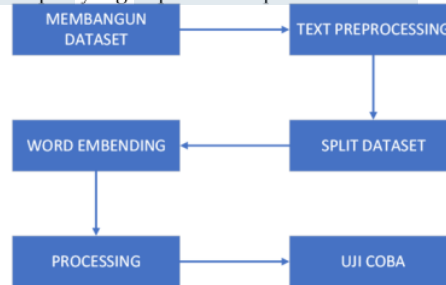 MEMBANGUN
DATASET
TEXT PREPROCESSING
SPLIT DATASET
WORD EMBENDING
PROCESSING
UJI COBA